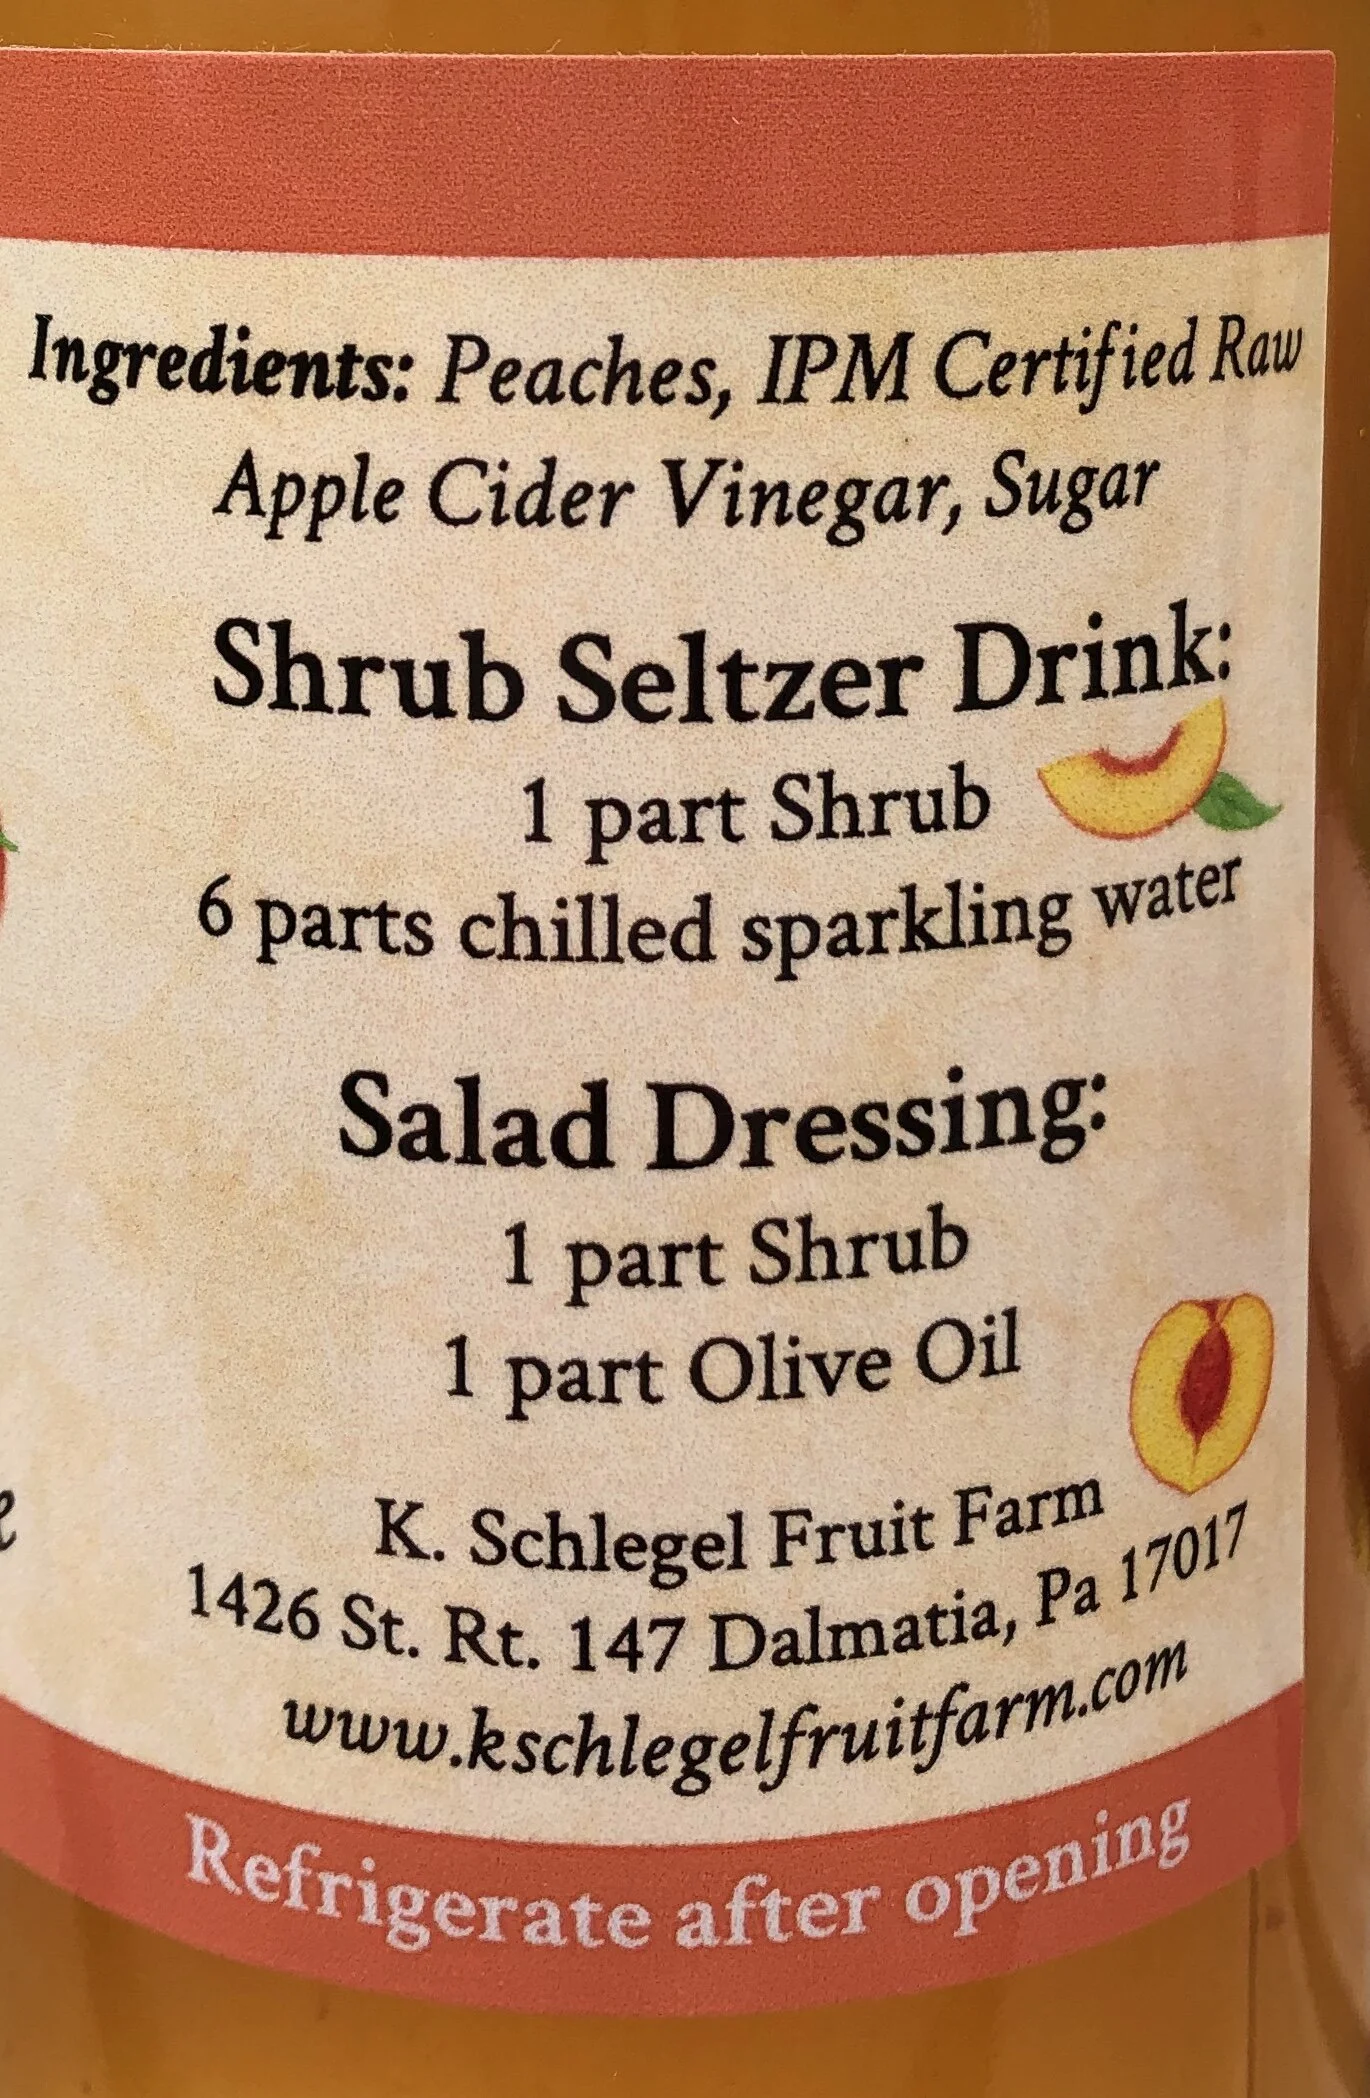 Ingredients: Peaches, IPM Certified Raw
Apple Cider Vinegar, Sugar
Shrub Seltzer Drink:
1 part Shrub
6 parts chilled sparkling water
Salad Dressing:
1 part Shrub
1 part Olive Oil
K. Schlegel Fruit Farm
1426 St. Rt. 147 Dalmatia, Pa 17017
www.kschlegelfruitfarm.com
Refrigerate after opening